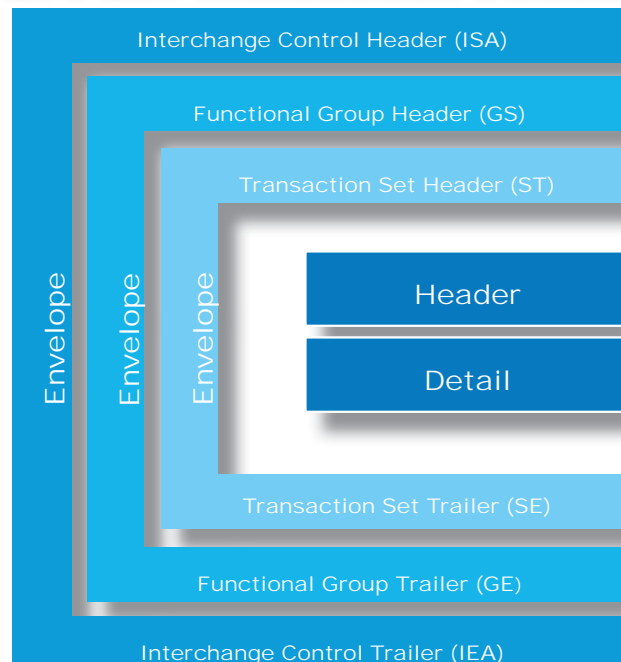 Interchange Control Header (ISA)
Functional Group Header (GS)
Transaction Set Header (ST)
Envelope
Envelope
Envelope
Header
Detail
Transaction Set Trailer (SE)
Functional Group Trailer (GE)
Interchange Control Trailer (IEA)